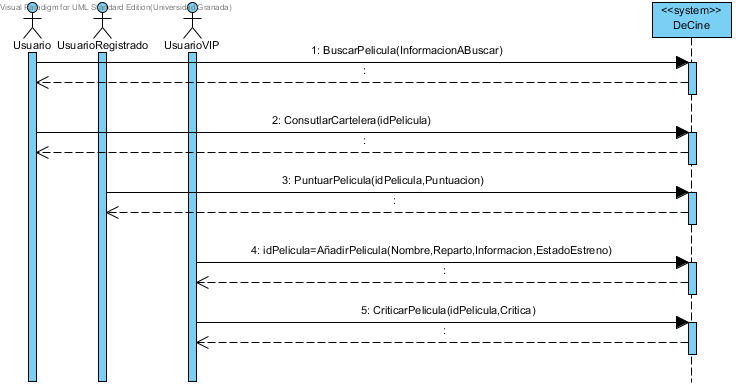 Visual Paradigm for UML Standard Edition(Universidad Granada)
<<system>>
DeCine
Usuario
UsuarioRegistrado
UsuarioVIP
1: BuscarPelicula(InformacionABuscar)
:
2: ConsutlarCartelera(idPelicula)
:
3: PuntuarPelicula(idPelicula,Puntuacion)
:
4: idPelicula=AñadirPelicula(Nombre,Reparto,Informacion,EstadoEstreno)
:
5: CriticarPelicula(idPelicula,Critica)
: